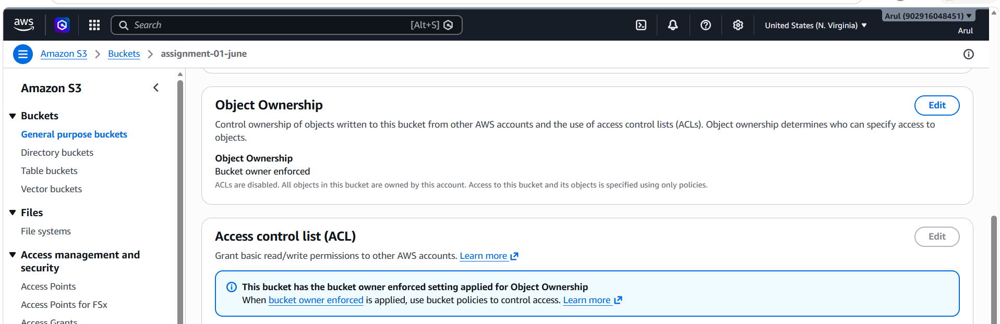 aws
Search
[Alt+S]
United States (N. Virginia)
Arul (902916048451)
Arul
Amazon S3
Buckets
assignment-01-june
Amazon S3
Buckets
General purpose buckets
Directory buckets
Table buckets
Vector buckets
Files
File systems
Access management and
security
Access Points
Access Points for FSx
Access Grants
Object Ownership
Edit
Control ownership of objects written to this bucket from other AWS accounts and the use of access control lists (ACLs). Object ownership determines who can specify access to
objects.
Object Ownership
Bucket owner enforced
ACLs are disabled. All objects in this bucket are owned by this account. Access to this bucket and its objects is specified using only policies.
Access control list (ACL)
Edit
Grant basic read/write permissions to other AWS accounts. Learn more
This bucket has the bucket owner enforced setting applied for Object Ownership
When bucket owner enforced is applied, use bucket policies to control access. Learn more